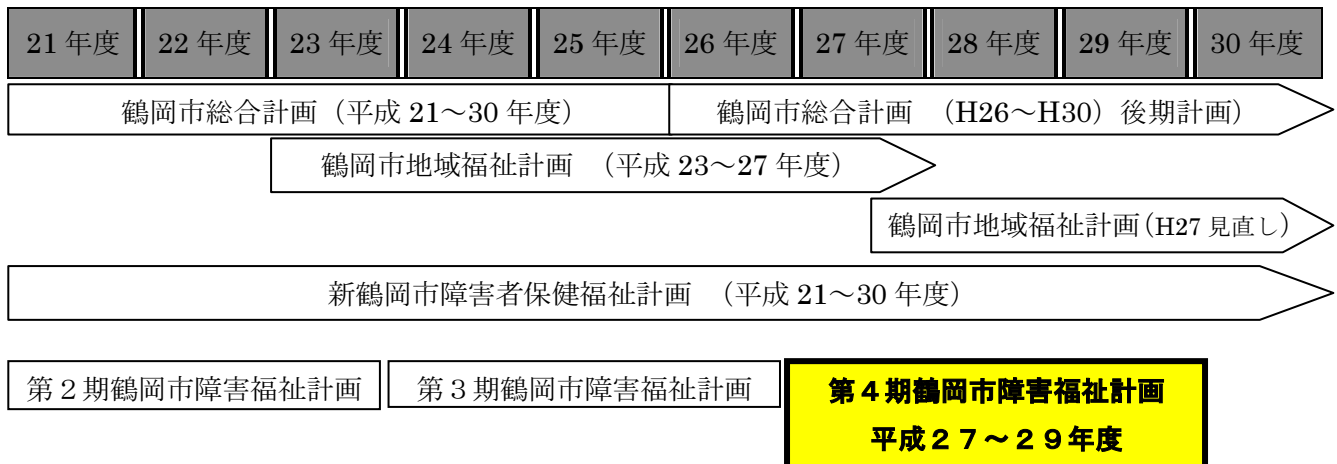 21 年度 22 年度 23 年度 24 年度 25 年度 26 年度 27 年度 28 年度 29 年度 30 年度
鶴岡市総合計画（平成 21～30 年度） 鶴岡市総合計画 （H26～H30）後期計画）
鶴岡市地域福祉計画 （平成 23～27 年度）
鶴岡市地域福祉計画（H27 見直し）
新鶴岡市障害者保健福祉計画 （平成 21～30 年度）
第２期鶴岡市障害福祉計画 第３期鶴岡市障害福祉計画 第４期鶴岡市障害福祉計画
平成２７～２９年度